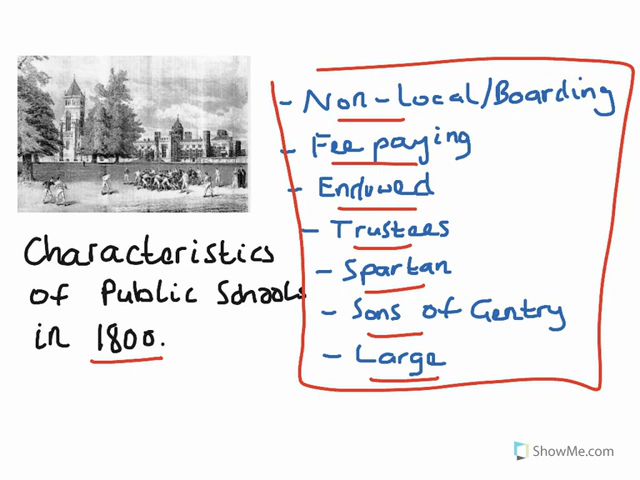 Characteristics
of Public Schools
in 1800.
- Non-Local/Boarding
- Fee paying
- Endowed
- Trustees
- Spartan
- Sons of Gentry
- Large
ShowMe.com